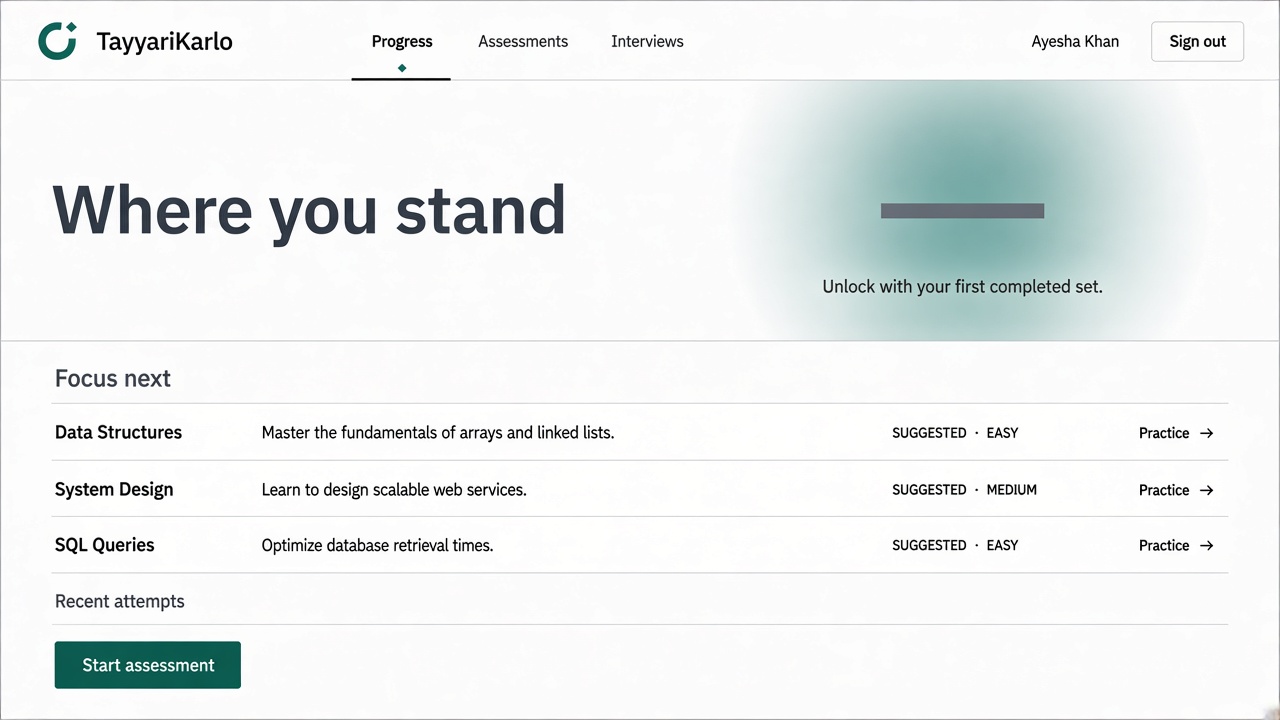 TayyariKarlo
Progress
Assessments
Interviews
Ayesha Khan
Sign out
Where you stand
Unlock with your first completed set.
Focus next
Data Structures
Master the fundamentals of arrays and linked lists.
SUGGESTED · EASY
Practice →
System Design
Learn to design scalable web services.
SUGGESTED · MEDIUM
Practice →
SQL Queries
Optimize database retrieval times.
SUGGESTED · EASY
Practice →
Recent attempts
Start assessment